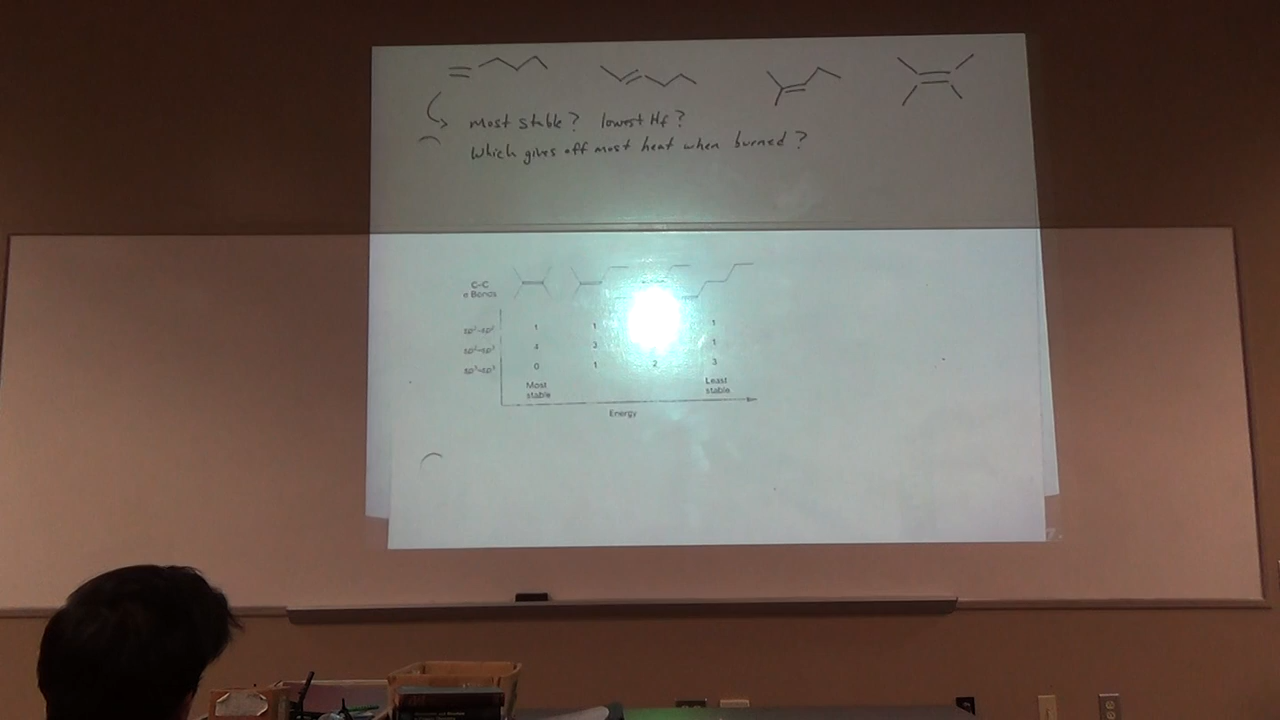 most stable? lowest Hf?
Which gives off most heat when burned?
C–C
σ Bonds
sp²–sp² 1 1 1
sp²–sp³ 4 3 1
sp³–sp³ 0 1 2 3
Most stable
Least stable
Energy